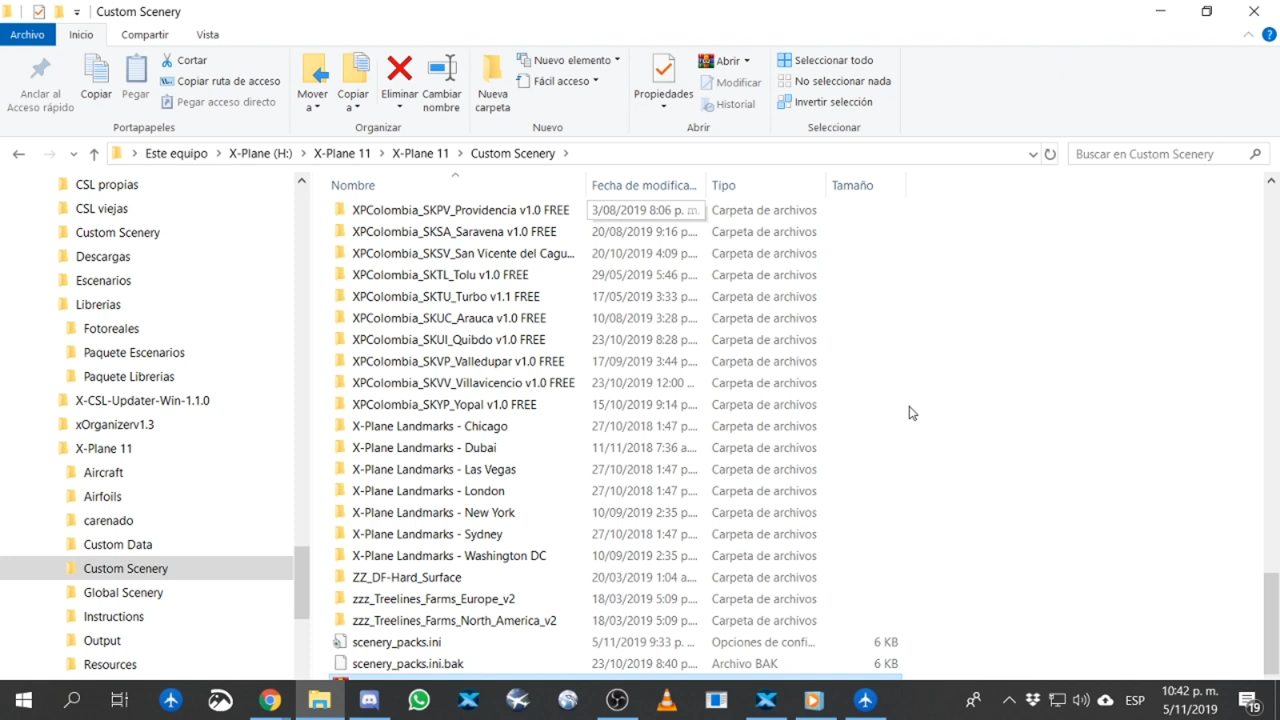 Custom Scenery
Archivo Inicio Compartir Vista
Anclar al Acceso rápido
Copiar
Pegar
Cortar
Copiar ruta de acceso
Pegar acceso directo
Portapapeles
Mover a
Copiar a
Eliminar
Cambiar nombre
Organizar
Nueva carpeta
Nuevo elemento
Fácil acceso
Nuevo
Propiedades
Abrir
Modificar
Historial
Abrir
Seleccionar todo
No seleccionar nada
Invertir selección
Seleccionar
Este equipo > X-Plane (H:) > X-Plane 11 > X-Plane 11 > Custom Scenery >
Buscar en Custom Scenery
CSL propias
CSL viejas
Custom Scenery
Descargas
Escenarios
Librerias
Fotoreales
Paquete Escenarios
Paquete Librerias
X-CSL-Updater-Win-1.1.0
xOrganizerv1.3
X-Plane 11
Aircraft
Airfoils
carenado
Custom Data
Custom Scenery
Global Scenery
Instructions
Output
Resources
Nombre Fecha de modifica... Tipo Tamaño
XPColombia_SKPV_Providencia v1.0 FREE 3/08/2019 8:06 p. m. Carpeta de archivos
XPColombia_SKSA_Saravena v1.0 FREE 20/08/2019 9:16 p.... Carpeta de archivos
XPColombia_SKSV_San Vicente del Cagu... 20/10/2019 4:09 p.... Carpeta de archivos
XPColombia_SKTL_Tolu v1.0 FREE 29/05/2019 5:46 p.... Carpeta de archivos
XPColombia_SKTU_Turbo v1.1 FREE 17/05/2019 3:33 p.... Carpeta de archivos
XPColombia_SKUC_Arauca v1.0 FREE 10/08/2019 3:28 p.... Carpeta de archivos
XPColombia_SKUI_Quibdo v1.0 FREE 23/10/2019 8:28 p.... Carpeta de archivos
XPColombia_SKVP_Valledupar v1.0 FREE 17/09/2019 3:44 p.... Carpeta de archivos
XPColombia_SKVV_Villavicencio v1.0 FREE 23/10/2019 12:00 ... Carpeta de archivos
XPColombia_SKYP_Yopal v1.0 FREE 15/10/2019 9:14 p.... Carpeta de archivos
X-Plane Landmarks - Chicago 27/10/2018 1:47 p.... Carpeta de archivos
X-Plane Landmarks - Dubai 11/11/2018 7:36 a.... Carpeta de archivos
X-Plane Landmarks - Las Vegas 27/10/2018 1:47 p.... Carpeta de archivos
X-Plane Landmarks - London 27/10/2018 1:47 p.... Carpeta de archivos
X-Plane Landmarks - New York 10/09/2019 2:35 p.... Carpeta de archivos
X-Plane Landmarks - Sydney 27/10/2018 1:47 p.... Carpeta de archivos
X-Plane Landmarks - Washington DC 10/09/2019 2:35 p.... Carpeta de archivos
ZZ_DF-Hard_Surface 20/03/2019 1:04 a.... Carpeta de archivos
zzz_Treelines_Farms_Europe_v2 18/03/2019 5:09 p.... Carpeta de archivos
zzz_Treelines_Farms_North_America_v2 18/03/2019 5:09 p.... Carpeta de archivos
scenery_packs.ini 5/11/2019 9:33 p. ... Opciones de confi... 6 KB
scenery_packs.ini.bak 23/10/2019 8:40 p.... Archivo BAK 6 KB
ESP
10:42 p. m.
5/11/2019
19